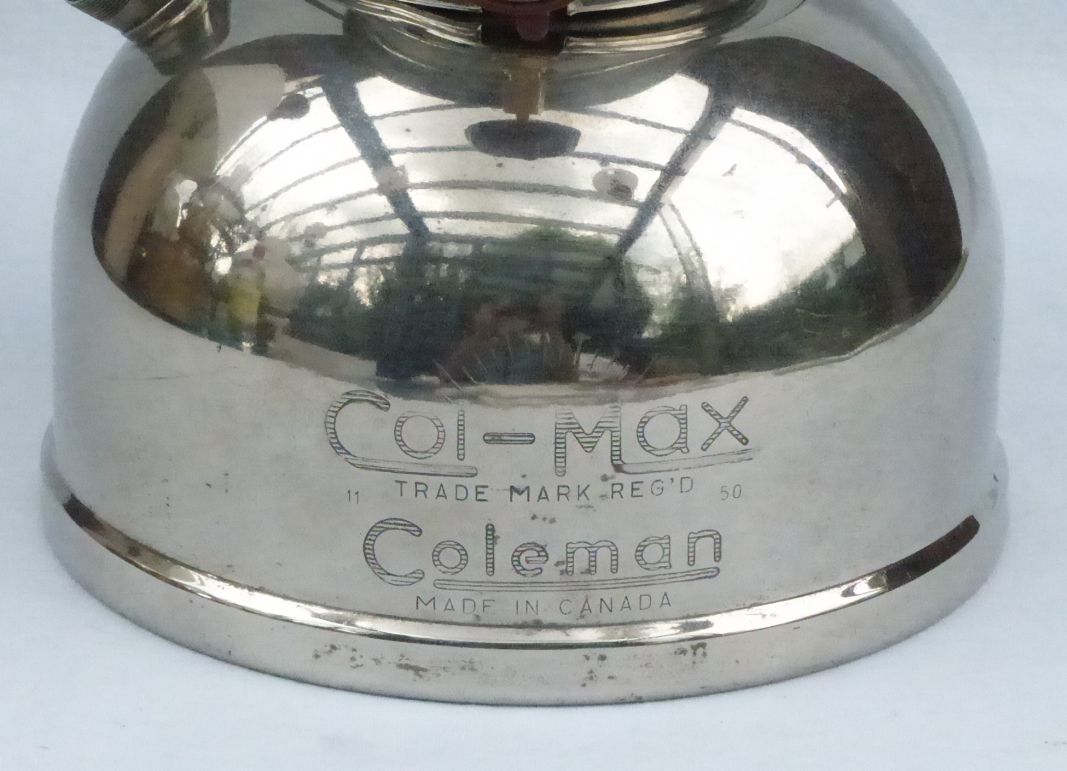 Col-Max
11 TRADE MARK REG'D 50
Coleman
MADE IN CANADA